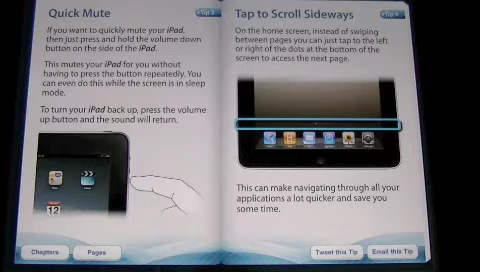 Quick Mute
Tip 3
If you want to quickly mute your iPad,
then just press and hold the volume down
button on the side of the iPad.
This mutes your iPad for you without
having to press the button repeatedly. You
can even do this while the screen is in sleep
mode.
To turn your iPad back up, press the volume
up button and the sound will return.
12
Chapters
Pages
Tap to Scroll Sideways
On the home screen, instead of swiping
between pages you can just tap to the left
or right of the dots at the bottom of the
screen to access the next page.
This can make navigating through all your
applications a lot quicker and save you
some time.
Tweet this Tip
Email this Tip